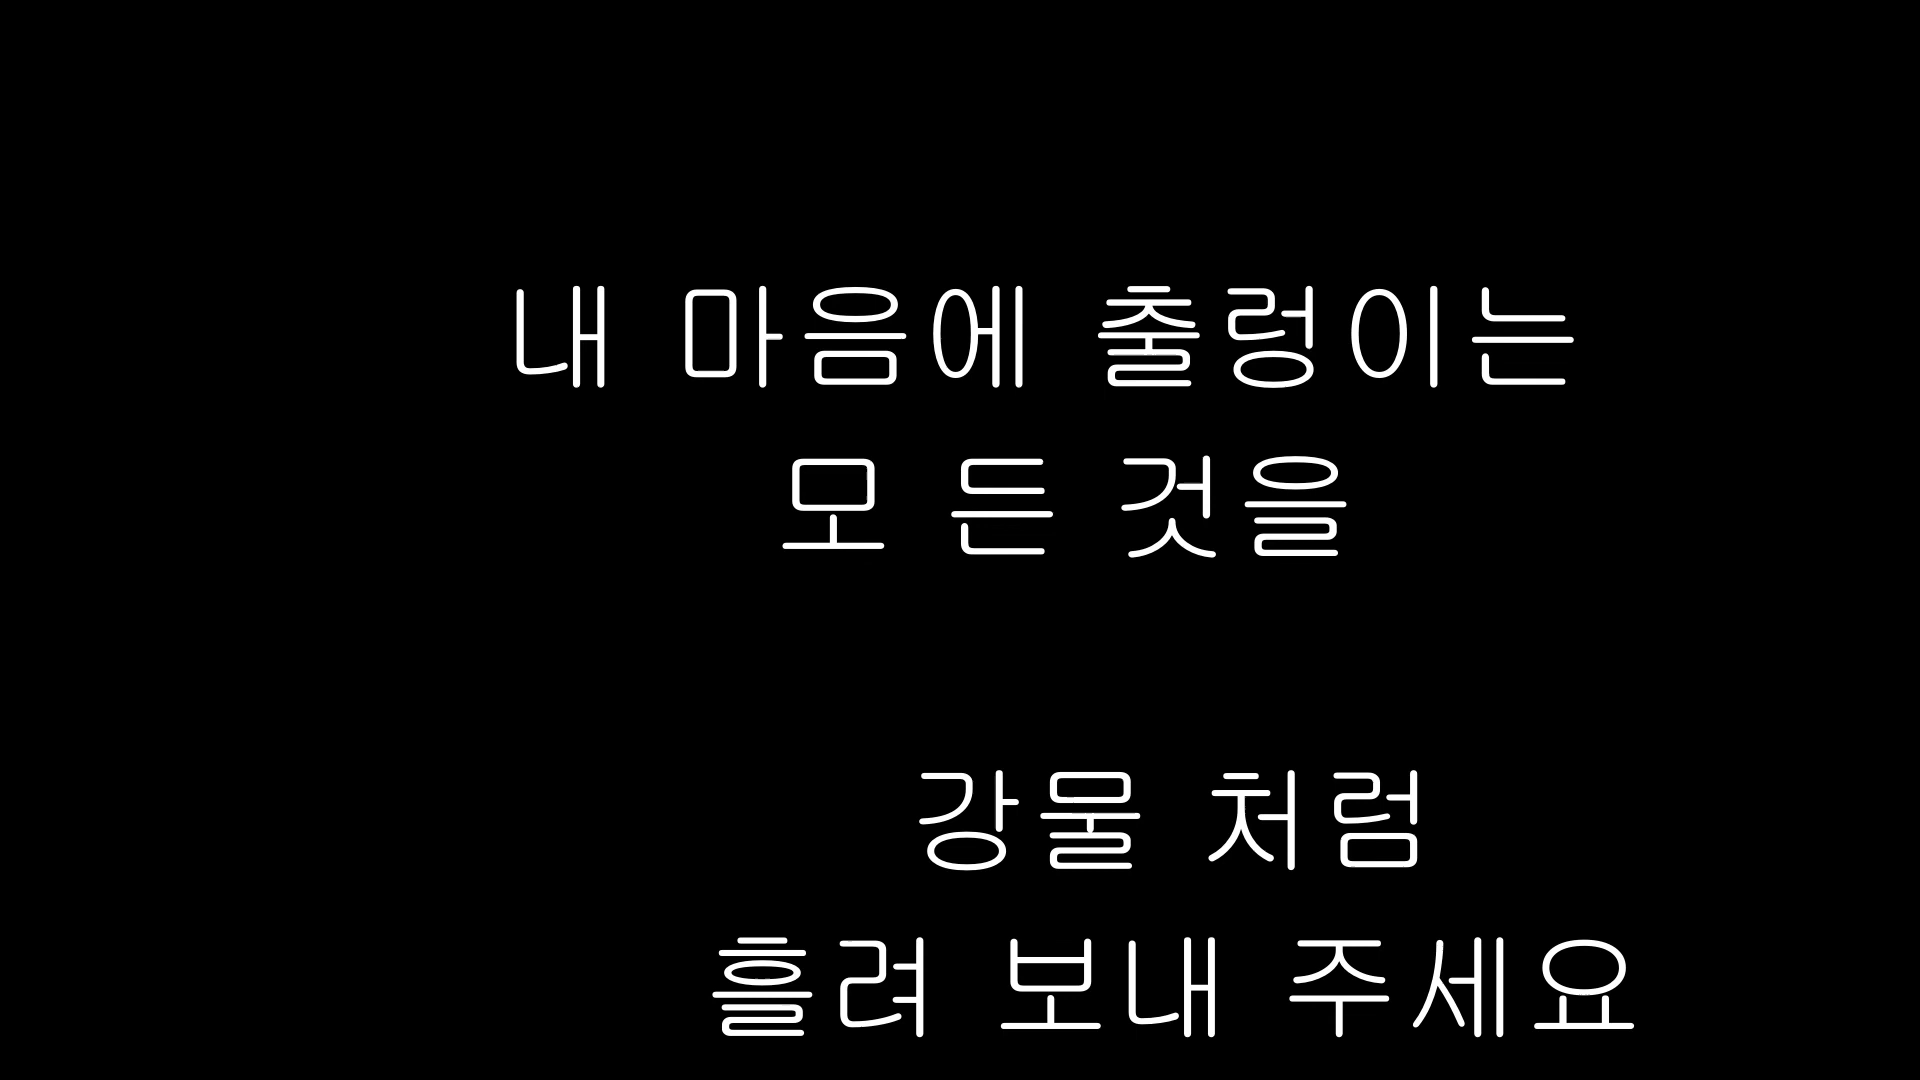 내 마음에 출렁이는
모 든 것을
강물 처럼
흘려 보내 주세요